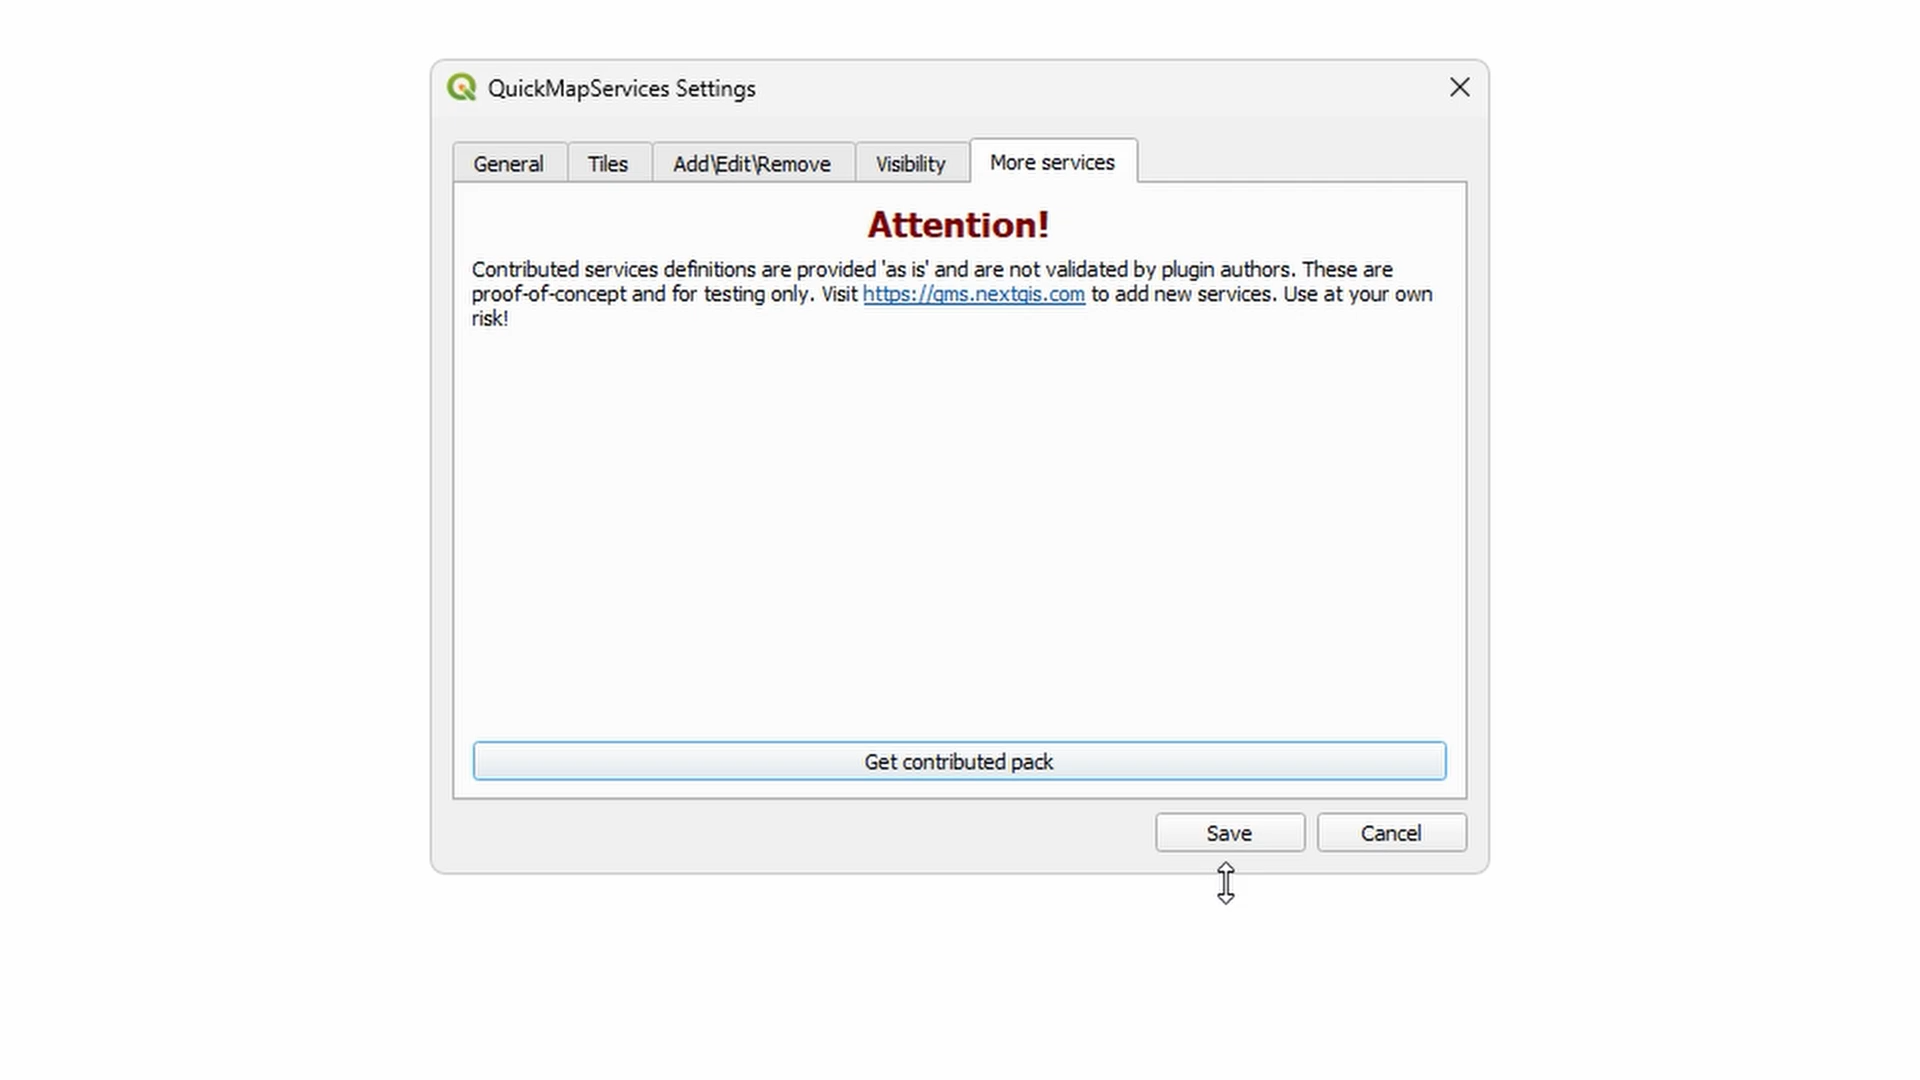 QuickMapServices Settings
General Tiles Add\Edit\Remove Visibility More services
Attention!
Contributed services definitions are provided 'as is' and are not validated by plugin authors. These are
proof-of-concept and for testing only. Visit https://qms.nextgis.com to add new services. Use at your own
risk!
Get contributed pack
Save Cancel